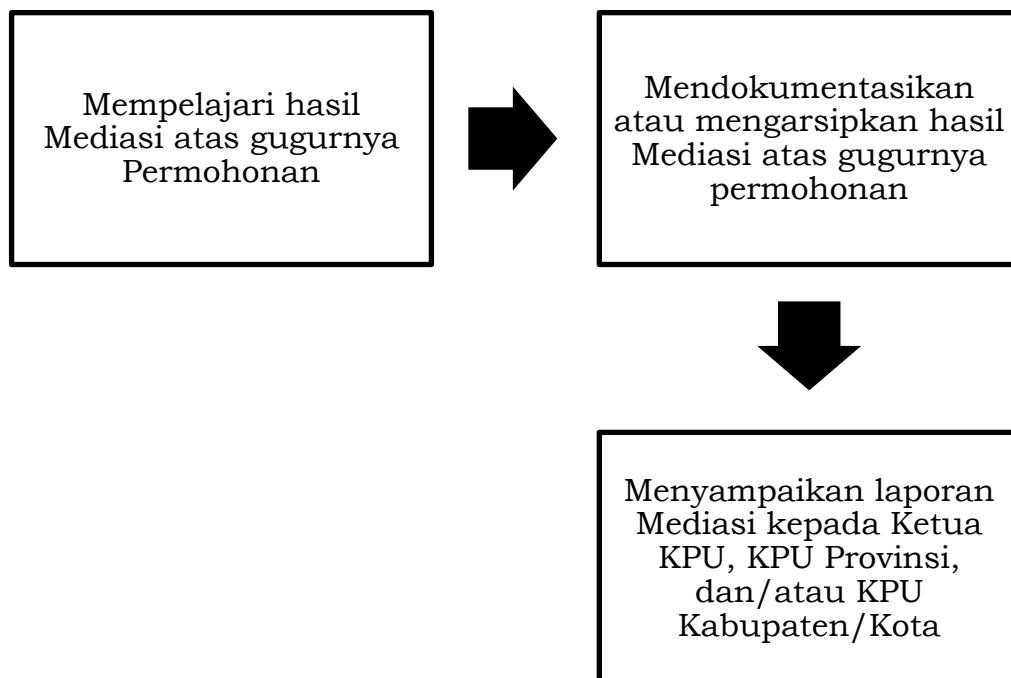 Mempelajari hasil
Mediasi atas gugurnya
Permohonan
Mendokumentasikan
atau mengarsipkan hasil
Mediasi atas gugurnya
permohonan
Menyampaikan laporan
Mediasi kepada Ketua
KPU, KPU Provinsi,
dan/atau KPU
Kabupaten/Kota